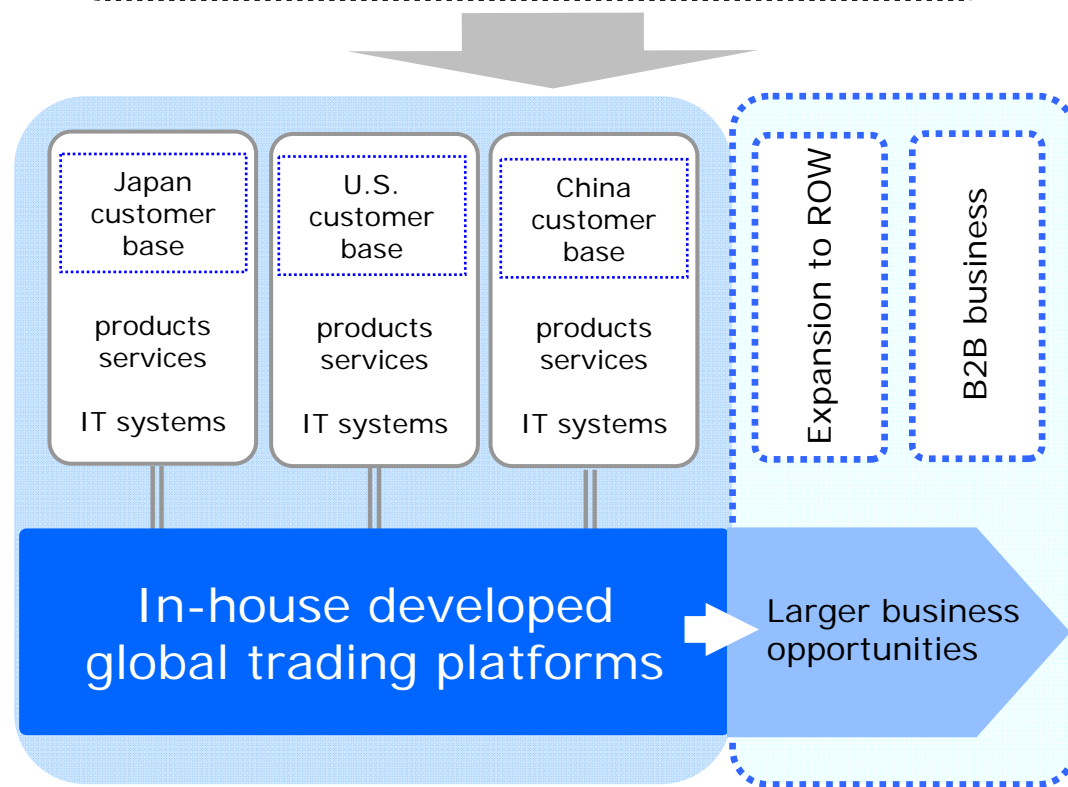 Japan
customer
base
products
services
IT systems
U.S.
customer
base
products
services
IT systems
China
customer
base
products
services
IT systems
Expansion to ROW
B2B business
In-house developed
global trading platforms
Larger business
opportunities